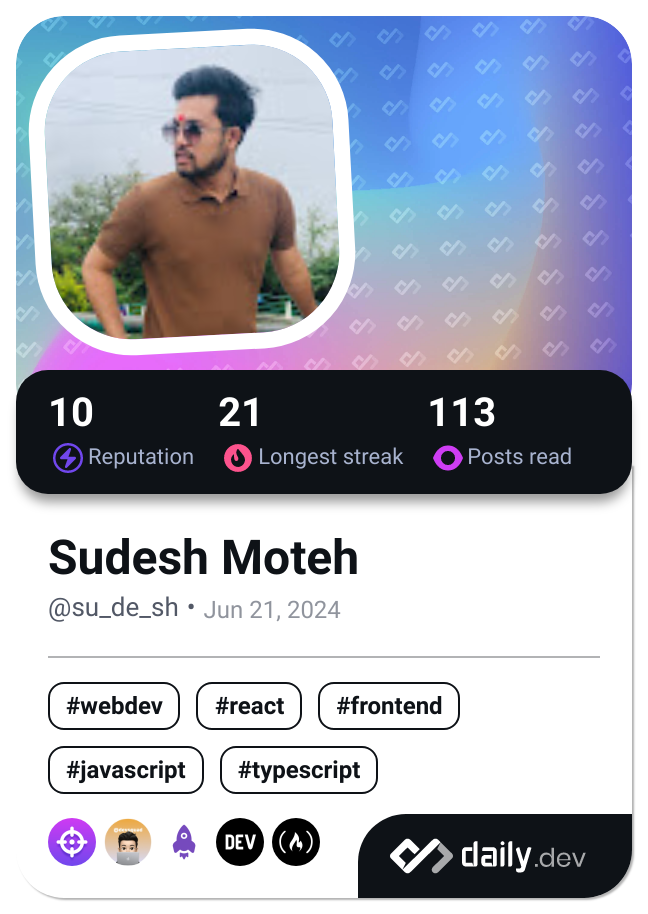 10 21 113
Reputation Longest streak Posts read
Sudesh Moteh
@su_de_sh • Jun 21, 2024
#webdev #react #frontend
#javascript #typescript
DEV
daily.dev